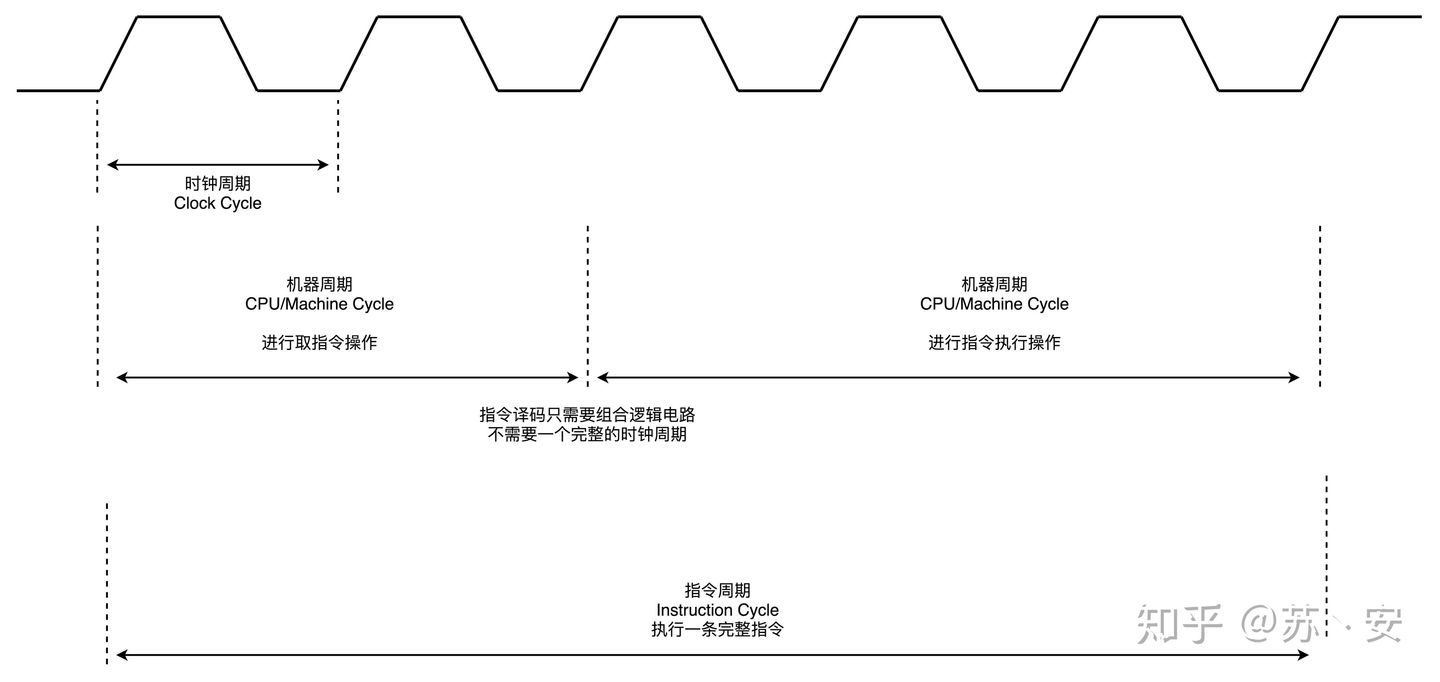 时钟周期
Clock Cycle
机器周期
CPU/Machine Cycle
进行取指令操作
机器周期
CPU/Machine Cycle
进行指令执行操作
指令译码只需要组合逻辑电路
不需要一个完整的时钟周期
指令周期
Instruction Cycle
执行一条完整指令
知乎 @苏丶安